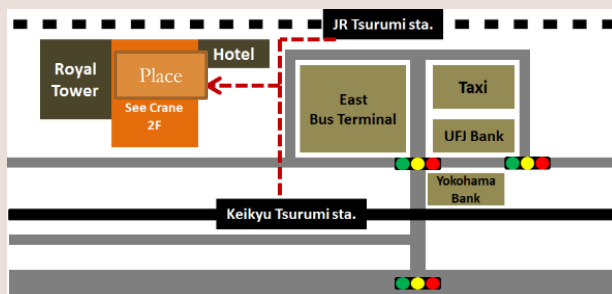 JR Tsurumi sta.
Hotel
Royal
Tower
Place
See Crane
2F
East
Bus Terminal
Taxi
UFJ Bank
Yokohama
Bank
Keikyu Tsurumi sta.